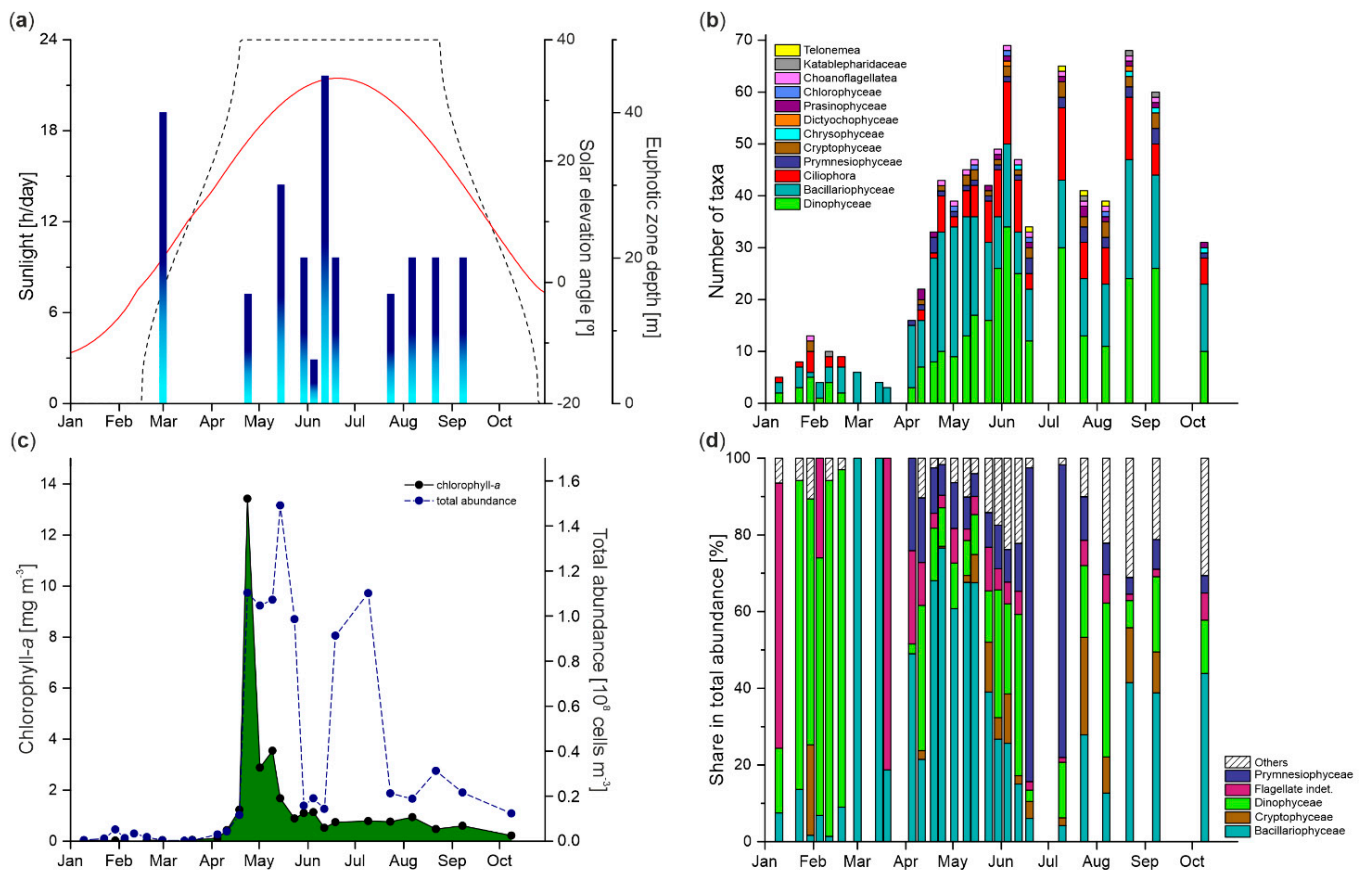 (a)
24
18
12
6
0
Sunlight [h/day]
40
20
0
-20
Solar elevation angle [º]
40
20
0
Euphotic zone depth [m]
Jan Feb Mar Apr May Jun Jul Aug Sep Oct
(b)
70
60
50
40
30
20
10
0
Number of taxa
Telonemea
Katablepharidaceae
Choanoflagellatea
Chlorophyceae
Prasinophyceae
Dictyochophyceae
Chrysophyceae
Cryptophyceae
Prymnesiophyceae
Ciliophora
Bacillariophyceae
Dinophyceae
Jan Feb Mar Apr May Jun Jul Aug Sep Oct
(c)
14
12
10
8
6
4
2
0
Chlorophyll-a [mg m-3]
chlorophyll-a
total abundance
1.6
1.4
1.2
1.0
0.8
0.6
0.4
0.2
0.0
Total abundance [10⁸ cells m⁻³]
Jan Feb Mar Apr May Jun Jul Aug Sep Oct
(d)
100
80
60
40
20
0
Share in total abundance [%]
Others
Prymnesiophyceae
Flagellate indet.
Dinophyceae
Cryptophyceae
Bacillariophyceae
Jan Feb Mar Apr May Jun Jul Aug Sep Oct